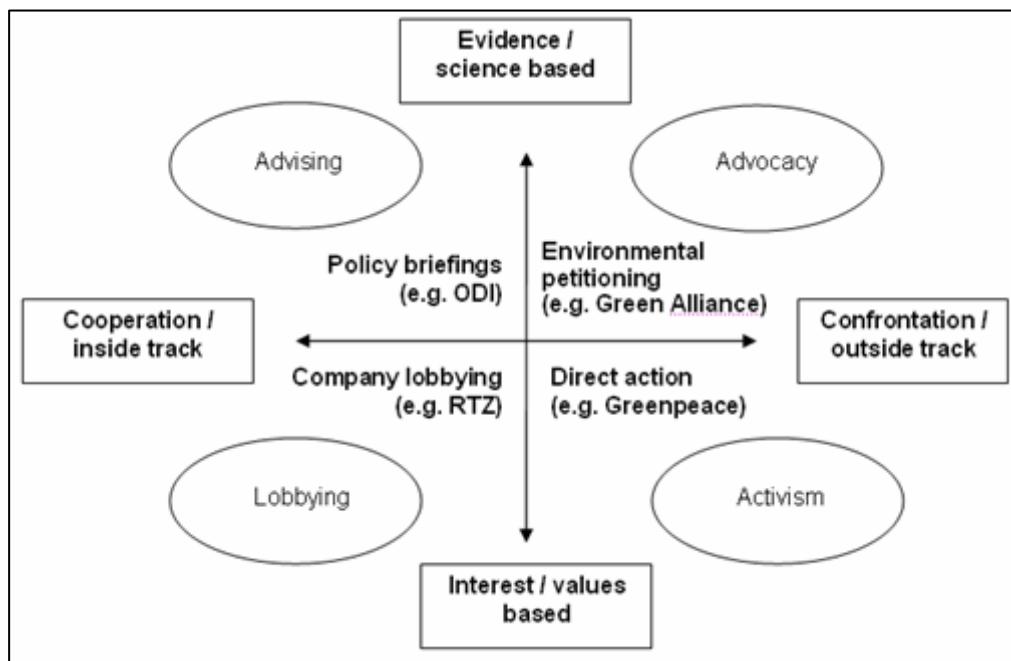 Evidence /
science based
Advising
Advocacy
Policy briefings
(e.g. ODI)
Environmental
petitioning
(e.g. Green Alliance)
Cooperation /
inside track
Confrontation /
outside track
Company lobbying
(e.g. RTZ)
Direct action
(e.g. Greenpeace)
Lobbying
Activism
Interest / values
based